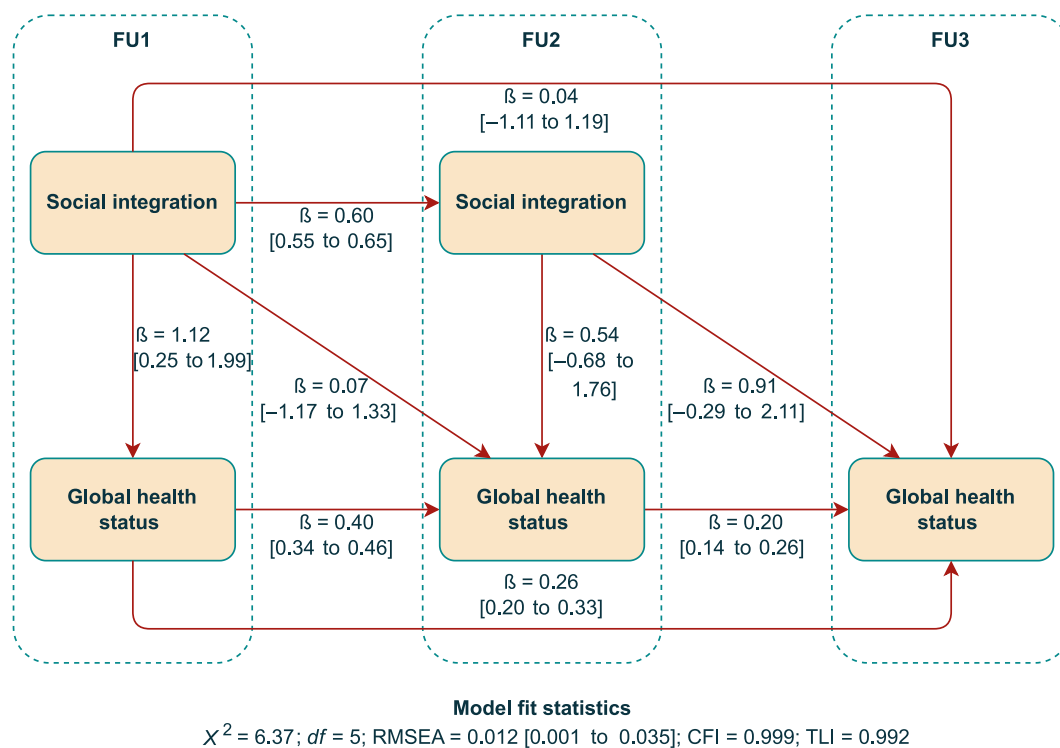 FU1
FU2
FU3
ß = 0.04
[−1.11 to 1.19]
Social integration
Social integration
ß = 0.60
[0.55 to 0.65]
ß = 1.12
[0.25 to 1.99]
ß = 0.07
[−1.17 to 1.33]
ß = 0.54
[−0.68 to
1.76]
ß = 0.91
[−0.29 to 2.11]
Global health
status
Global health
status
Global health
status
ß = 0.40
[0.34 to 0.46]
ß = 0.20
[0.14 to 0.26]
ß = 0.26
[0.20 to 0.33]
Model fit statistics
X² = 6.37; df = 5; RMSEA = 0.012 [0.001 to 0.035]; CFI = 0.999; TLI = 0.992